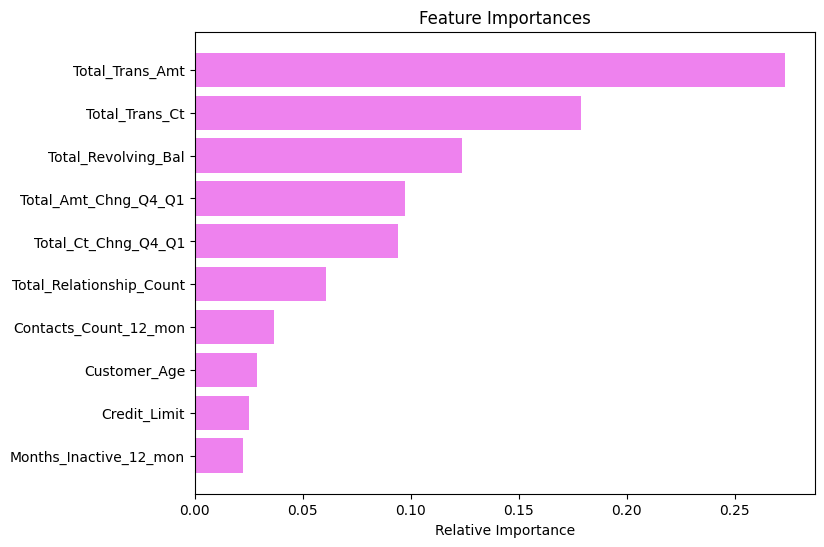 Feature Importances
Total_Trans_Amt
Total_Trans_Ct
Total_Revolving_Bal
Total_Amt_Chng_Q4_Q1
Total_Ct_Chng_Q4_Q1
Total_Relationship_Count
Contacts_Count_12_mon
Customer_Age
Credit_Limit
Months_Inactive_12_mon
0.00 0.05 0.10 0.15 0.20 0.25
Relative Importance